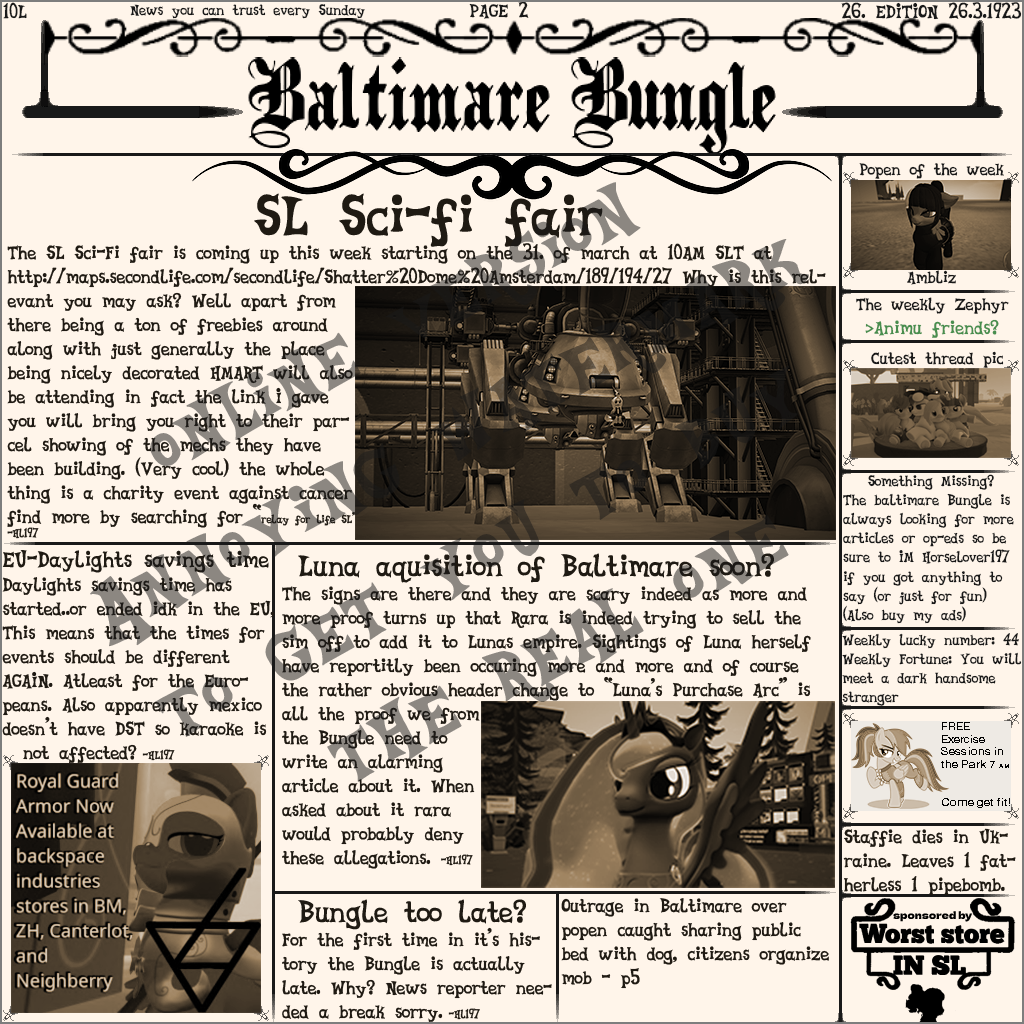 10L
News you can trust every Sunday
PAGE 2
26. EDiTiON 26.3.1923
Baltimare Bungle
SL Sci-fi fair
The SL Sci-Fi fair is coming up this week starting on the 31. of march at 10AM SLT at
http://maps.secondlife.com/secondlife/Shatter%20Dome%20Amsterdam/189/194/27 Why is this rel-
evant you may ask? Well apart from
there being a ton of freebies around
along with just generally the place
being nicely decorated HMART will also
be attending in fact the link i gave
you will bring you right to their par-
cel showing of the mechs they have
been building. (Very cool) the whole
thing is a charity event against cancer
find more by searching for "relay for life SL"
-HL197
EU-Daylights savings time
Daylights savings time has
started..or ended idk in the EU.
This means that the times for
events should be different
AGAiN. Atleast for the Euro-
peans. Also apparently mexico
doesn't have DST so karaoke is
not affected? -HL197
Royal Guard
Armor Now
Available at
backspace
industries
stores in BM,
ZH, Canterlot,
and
Neighberry
Luna aquisition of Baltimare soon?
The signs are there and they are scary indeed as more and
more proof turns up that Rara is indeed trying to sell the
sim off to add it to Lunas empire. Sightings of Luna herself
have reportitly been occuring more and more and of course
the rather obvious header change to "Luna's Purchase Arc" is
all the proof we from
the Bungle need to
write an alarming
article about it. When
asked about it rara
would probably deny
these allegations. -HL197
Bungle too late?
For the first time in it's his-
tory the Bungle is actually
late. Why? News reporter nee-
ded a break sorry. -HL197
Outrage in Baltimare over
popen caught sharing public
bed with dog, citizens organize
mob - p5
Popen of the week
Ambliz
The weekly Zephyr
>Animu friends?
Cutest thread pic
Something Missing?
The baltimare Bungle is
always looking for more
articles or op-eds so be
sure to iM Horselover197
if you got anything to
say (or just for fun)
(Also buy my ads)
Weekly Lucky number: 44
Weekly Fortune: You will
meet a dark handsome
stranger
FREE
Exercise
Sessions in
the Park 7 AM
Come get fit!
Staffie dies in Uk-
raine. Leaves 1 fat-
herless 1 pipebomb.
sponsored by
Worst store
IN SL
ONLiNE VERSiON
ANNOYiNG WATERMARK
TO GET YOU TO BUY
THE REAL ONE